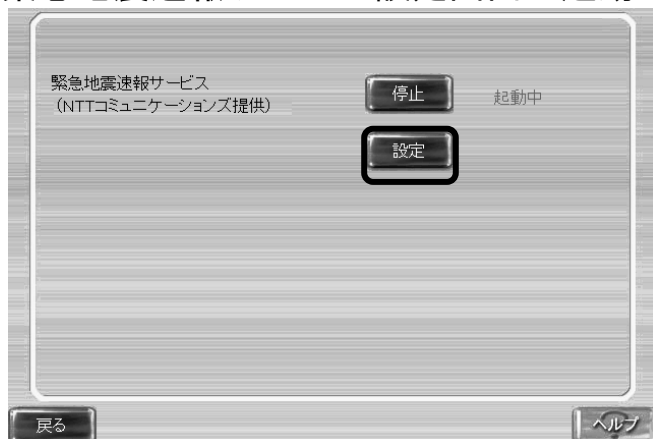 緊急地震速報サービス
(NTTコミュニケーションズ提供)
停止
起動中
設定
戻る
ヘルプ